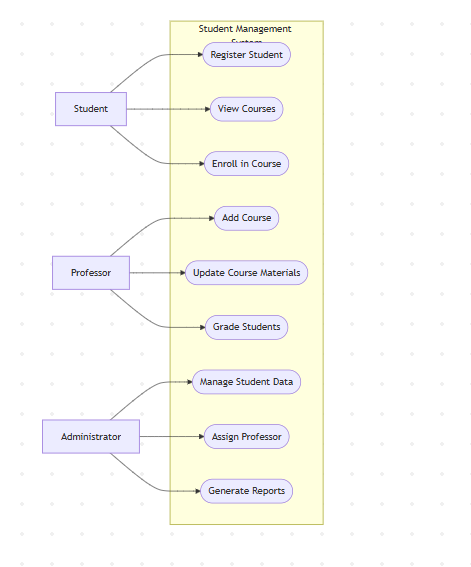 Student Management
System
Register Student
Student
View Courses
Enroll in Course
Add Course
Professor
Update Course Materials
Grade Students
Manage Student Data
Administrator
Assign Professor
Generate Reports